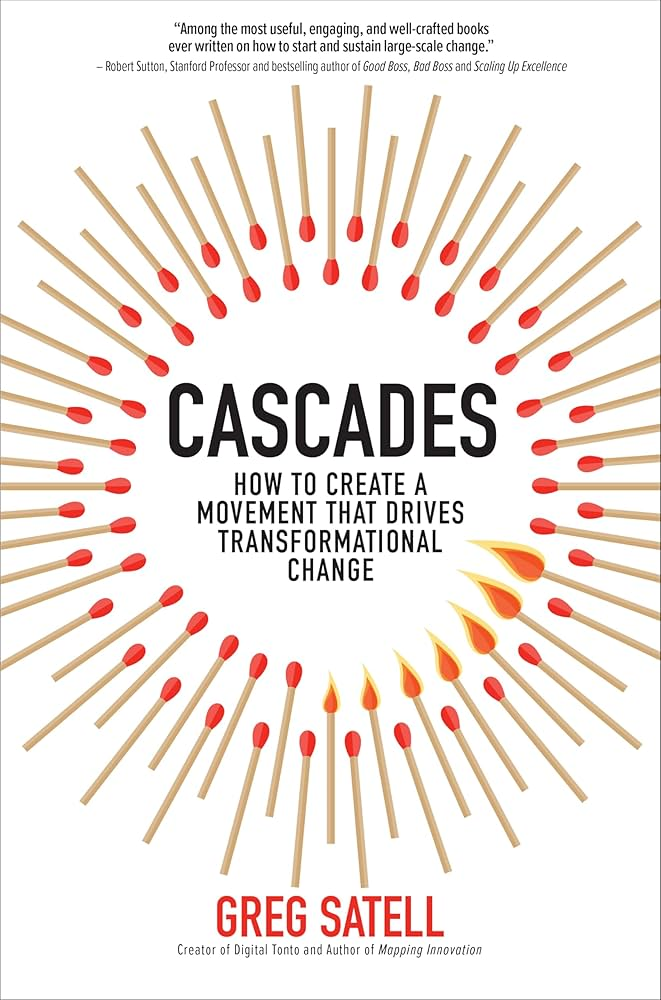 “Among the most useful, engaging, and well-crafted books
ever written on how to start and sustain large-scale change.”
– Robert Sutton, Stanford Professor and bestselling author of Good Boss, Bad Boss and Scaling Up Excellence
CASCADES
HOW TO CREATE A
MOVEMENT THAT DRIVES
TRANSFORMATIONAL
CHANGE
GREG SATELL
Creator of Digital Tonto and Author of Mapping Innovation